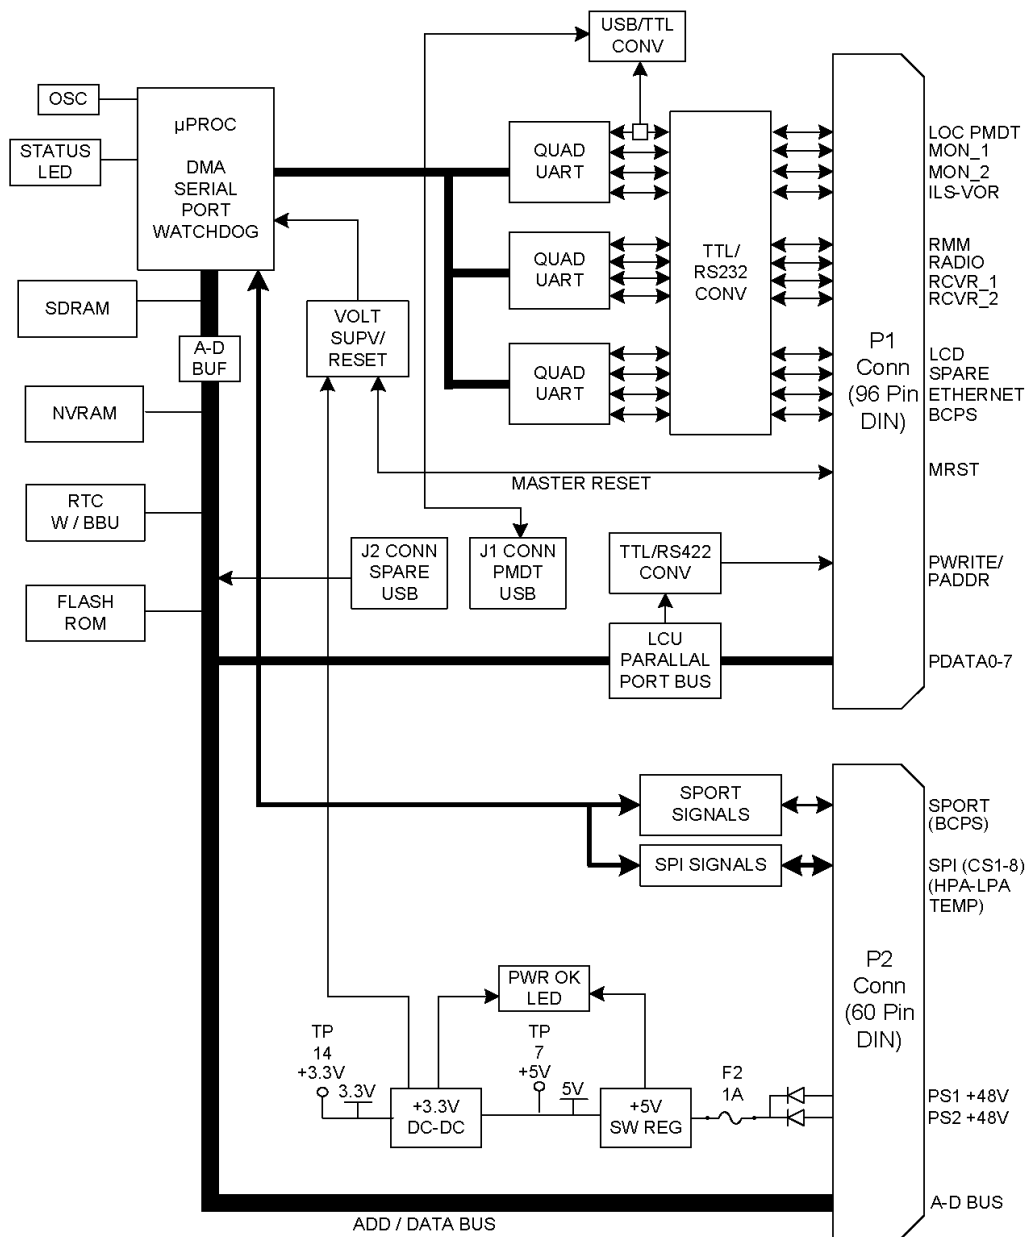 USB/TTL
CONV
OSC
µPROC
DMA
SERIAL
PORT
WATCHDOG
STATUS
LED
QUAD
UART
LOC PMDT
MON_1
MON_2
ILS-VOR
QUAD
UART
TTL/
RS232
CONV
RMM
RADIO
RCVR_1
RCVR_2
SDRAM
VOLT
SUPV/
RESET
A-D
BUF
P1
Conn
(96 Pin
DIN)
QUAD
UART
LCD
SPARE
ETHERNET
BCPS
NVRAM
MASTER RESET
MRST
RTC
W / BBU
J2 CONN
SPARE
USB
J1 CONN
PMDT
USB
TTL/RS422
CONV
PWRITE/
PADDR
FLASH
ROM
LCU
PARALLAL
PORT BUS
PDATA0-7
SPORT
SIGNALS
SPORT
(BCPS)
SPI SIGNALS
SPI (CS1-8)
(HPA-LPA
TEMP)
P2
Conn
(60 Pin
DIN)
PWR OK
LED
TP
14
+3.3V
3.3V
TP
7
+5V
5V
F2
1A
+3.3V
DC-DC
+5V
SW REG
PS1 +48V
PS2 +48V
A-D BUS
ADD / DATA BUS